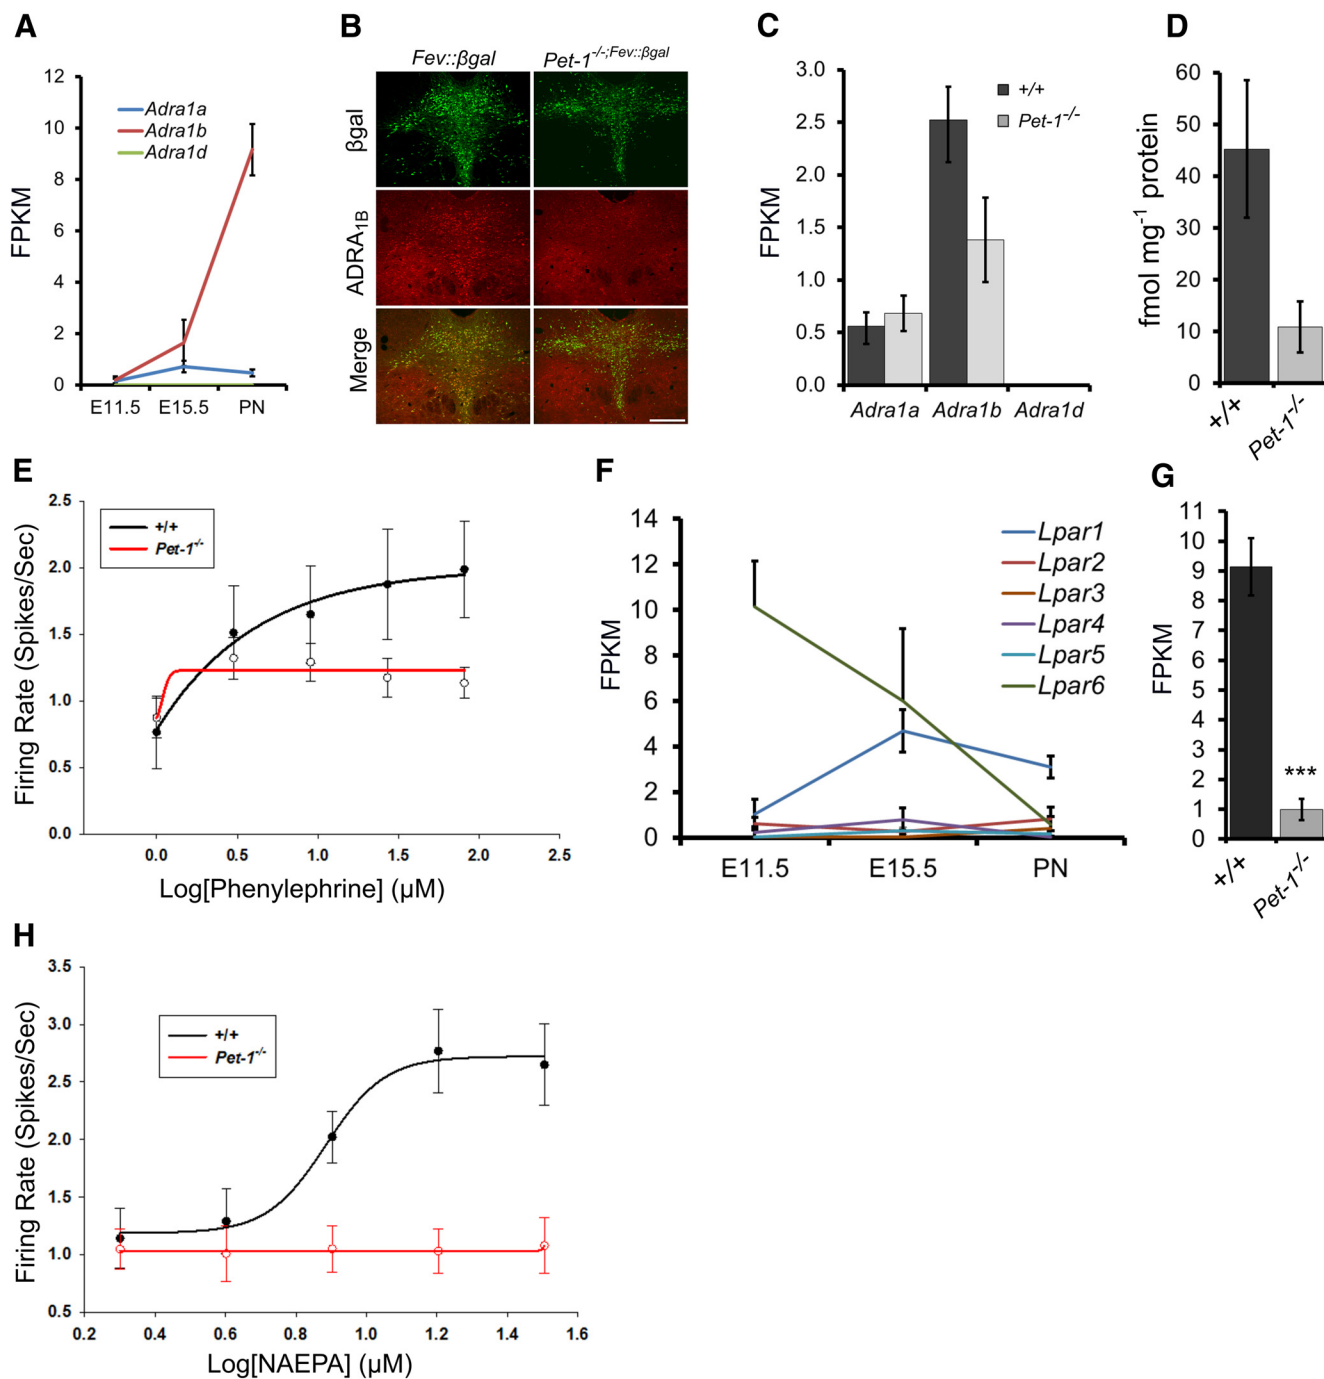 A
FPKM
12
10
8
6
4
2
0
Adra1a
Adra1b
Adra1d
E11.5 E15.5 PN
B
Fev::βgal Pet-1-/-;Fev::βgal
βgal
ADRA1B
Merge
C
FPKM
3.0
2.5
2.0
1.5
1.0
0.5
0.0
+/+
Pet-1-/-
Adra1a Adra1b Adra1d
D
fmol mg-1 protein
60
50
40
30
20
10
0
+/+ Pet-1-/-
E
Firing Rate (Spikes/Sec)
2.5
2.0
1.5
1.0
0.5
0.0
+/+
Pet-1-/-
0.0 0.5 1.0 1.5 2.0 2.5
Log[Phenylephrine] (μM)
F
FPKM
14
12
10
8
6
4
2
0
Lpar1
Lpar2
Lpar3
Lpar4
Lpar5
Lpar6
E11.5 E15.5 PN
G
FPKM
11
10
9
8
7
6
5
4
3
2
1
0
***
+/+ Pet-1-/-
H
Firing Rate (Spikes/Sec)
3.5
3.0
2.5
2.0
1.5
1.0
0.5
+/+
Pet-1-/-
0.2 0.4 0.6 0.8 1.0 1.2 1.4 1.6
Log[NAEPA] (μM)